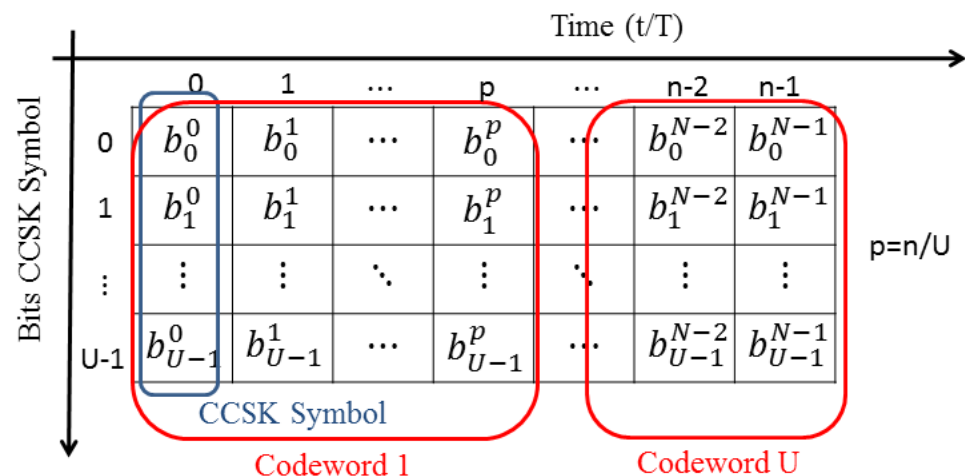 Time (t/T)
Bits CCSK Symbol
0 1 ⋯ p ⋯ n-2 n-1
0 $b_0^0$ $b_0^1$ ⋯ $b_0^p$ ⋯ $b_0^{N-2}$ $b_0^{N-1}$
1 $b_1^0$ $b_1^1$ ⋯ $b_1^p$ ⋯ $b_1^{N-2}$ $b_1^{N-1}$
p=n/U
⋮ ⋮ ⋮ ⋱ ⋮ ⋱ ⋮ ⋮
U-1 $b_{U-1}^0$ $b_{U-1}^1$ ⋯ $b_{U-1}^p$ ⋯ $b_{U-1}^{N-2}$ $b_{U-1}^{N-1}$
CCSK Symbol
Codeword 1 Codeword U